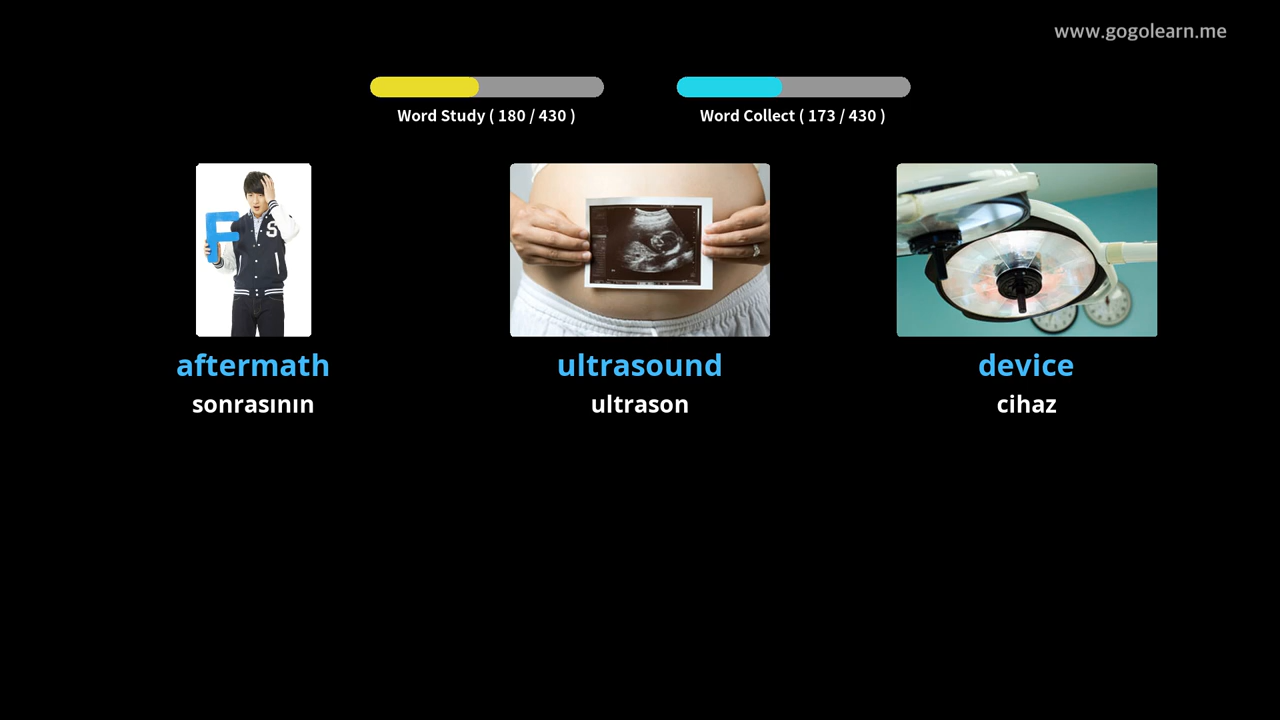 www.gogolearn.me
Word Study ( 180 / 430 )
Word Collect ( 173 / 430 )
F
S
aftermath
ultrasound
device
sonrasının
ultrason
cihaz